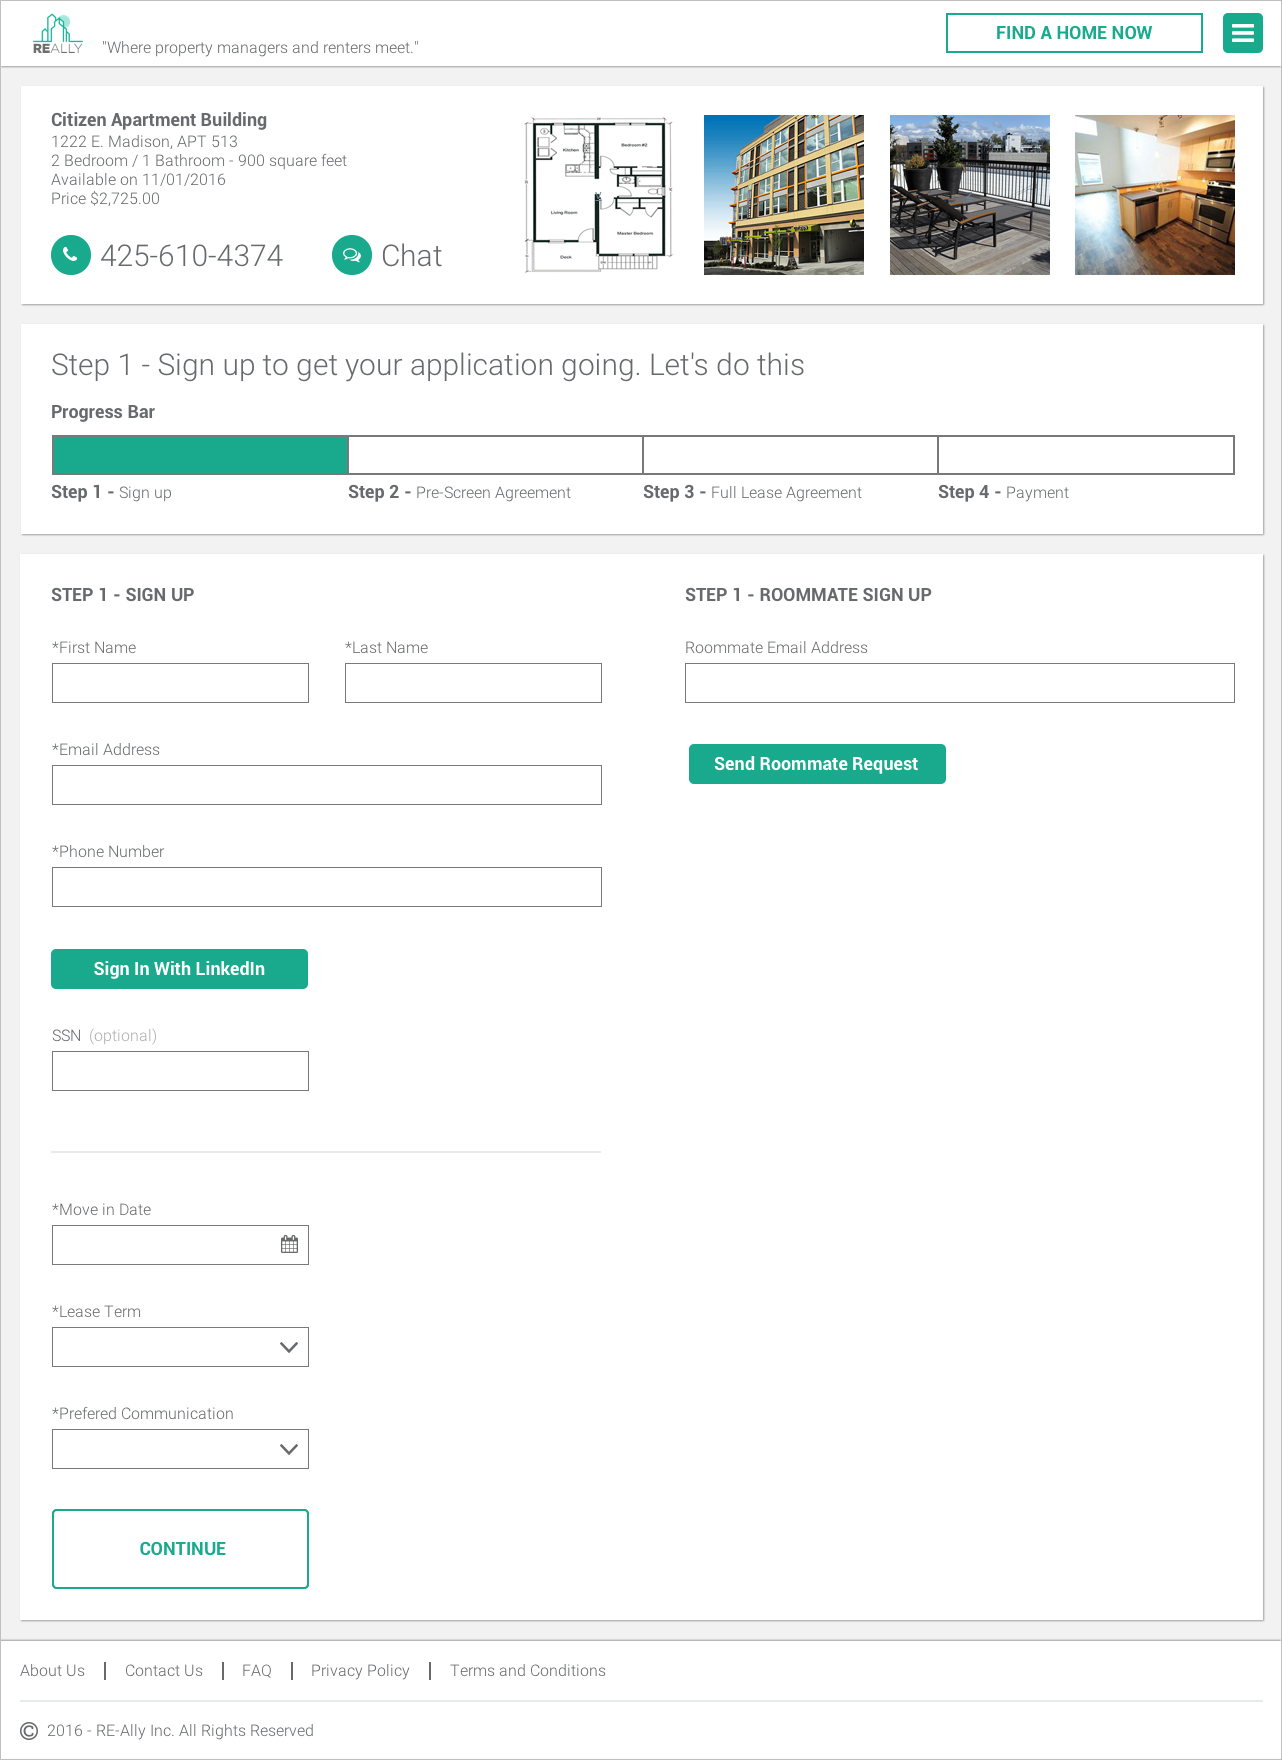 REALLY
"Where property managers and renters meet."
FIND A HOME NOW
Citizen Apartment Building
1222 E. Madison, APT 513
2 Bedroom / 1 Bathroom - 900 square feet
Available on 11/01/2016
Price $2,725.00
425-610-4374
Chat
Kitchen
Bedroom #2
Living Room
Master Bedroom
Deck
Step 1 - Sign up to get your application going. Let's do this
Progress Bar
Step 1 - Sign up
Step 2 - Pre-Screen Agreement
Step 3 - Full Lease Agreement
Step 4 - Payment
STEP 1 - SIGN UP
*First Name
*Last Name
*Email Address
*Phone Number
Sign In With LinkedIn
SSN (optional)
*Move in Date
*Lease Term
*Prefered Communication
CONTINUE
STEP 1 - ROOMMATE SIGN UP
Roommate Email Address
Send Roommate Request
About Us
Contact Us
FAQ
Privacy Policy
Terms and Conditions
© 2016 - RE-Ally Inc. All Rights Reserved